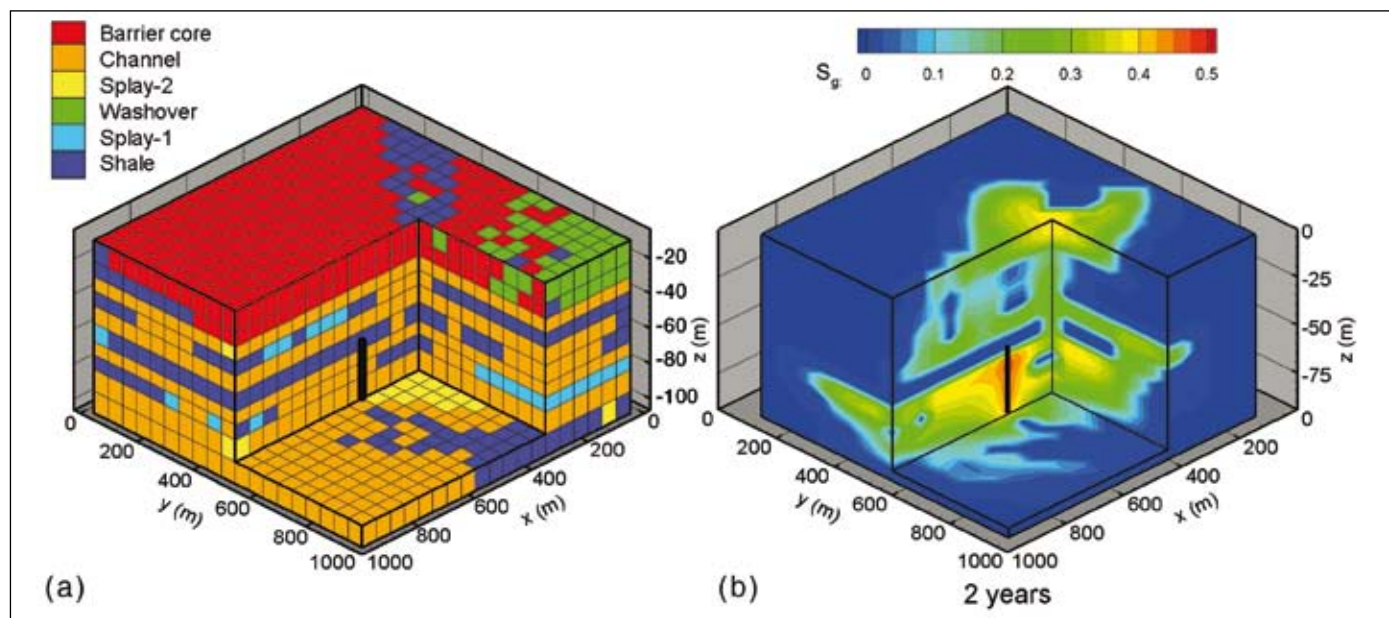 Barrier core
Channel
Splay-2
Washover
Splay-1
Shale
-20
-40
-60
-80
-100
z (m)
0
200
400
600
800
1000
y (m)
1000
800
600
400
200
0
x (m)
(a)
Sg:
0 0.1 0.2 0.3 0.4 0.5
0
-25
-50
-75
z (m)
0
200
400
600
800
1000
y (m)
1000
800
600
400
200
0
x (m)
(b)
2 years